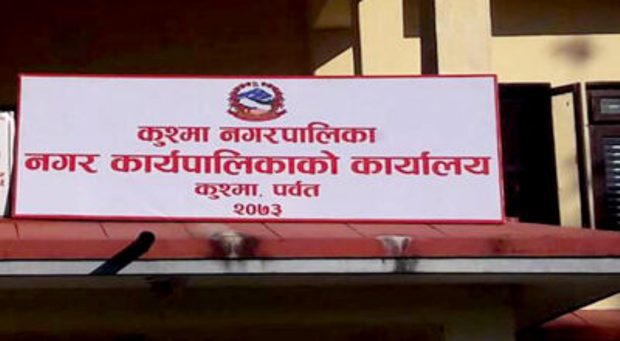 कुश्मा नगरपालिका
नगर कार्यपालिकाको कार्यालय
कुश्मा, पर्वत
२०७३